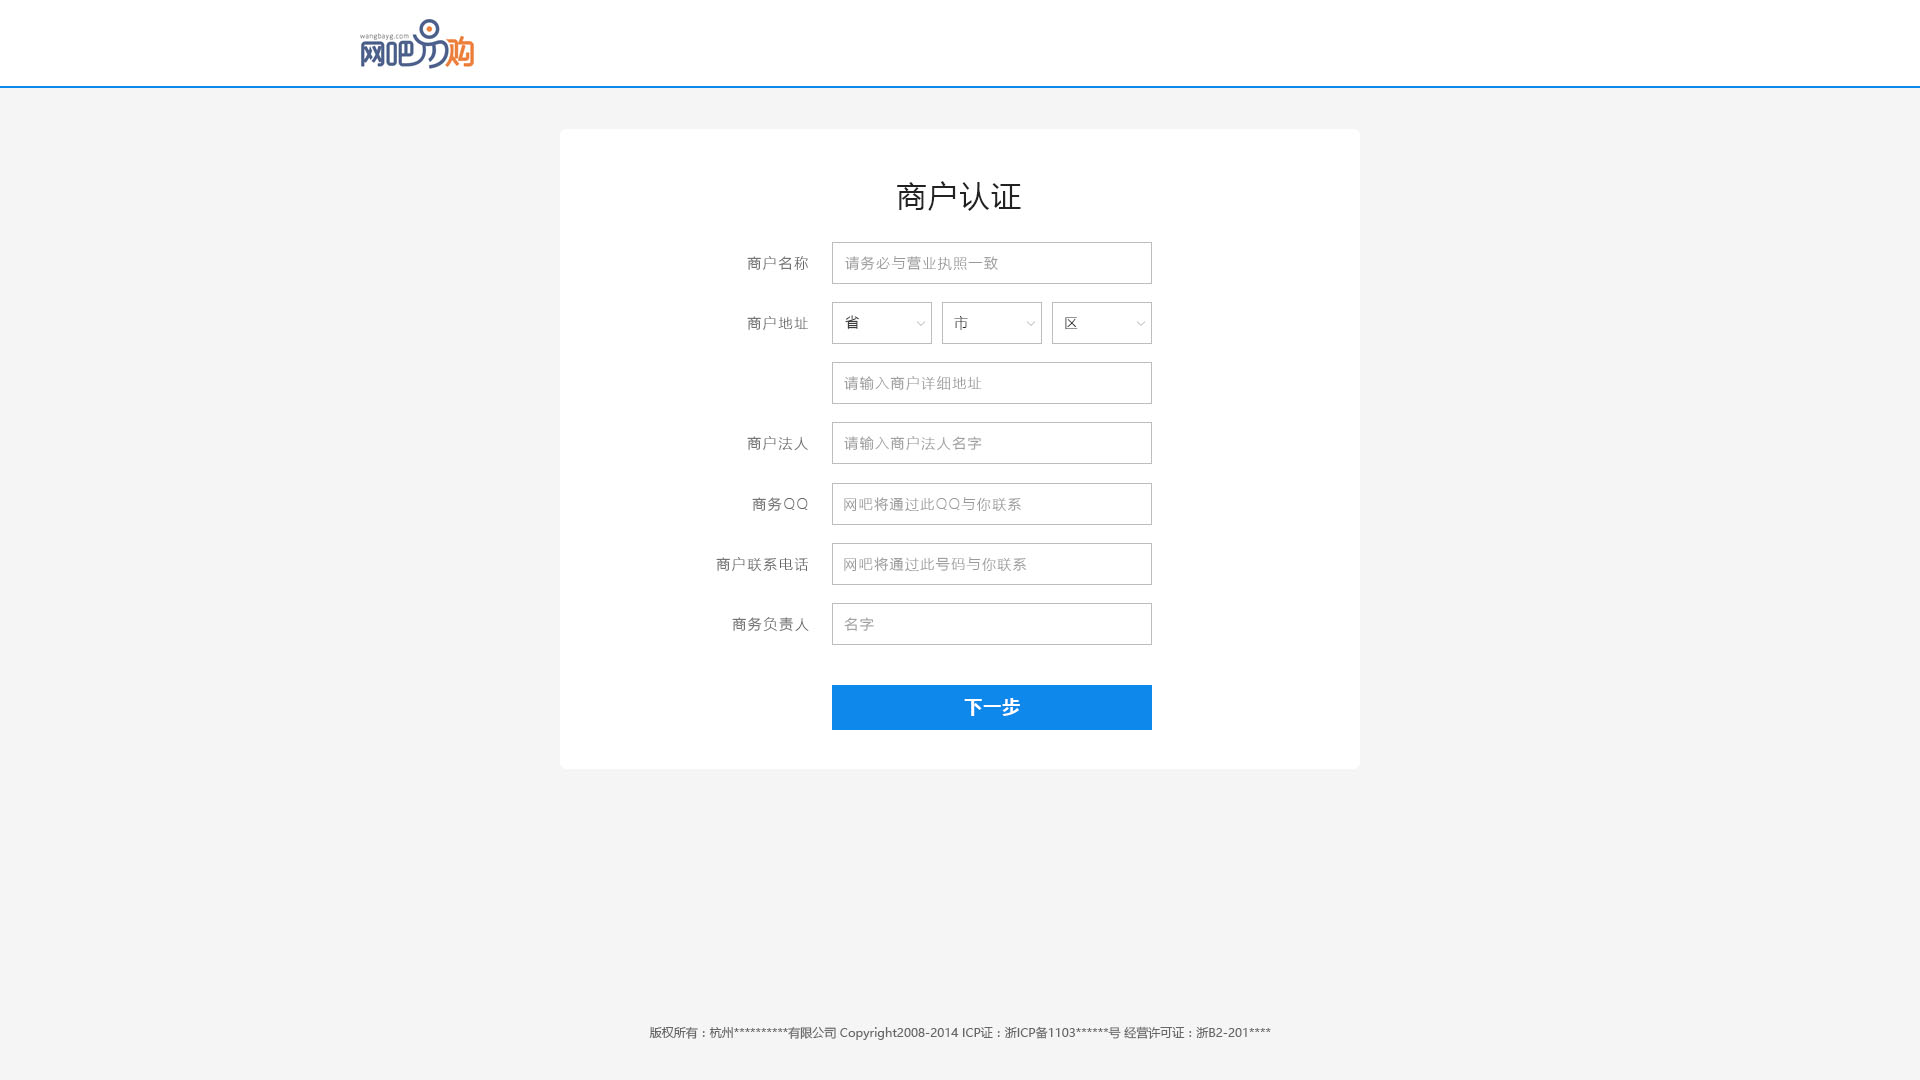 wangbayg.com
网吧易购
商户认证
商户名称 请务必与营业执照一致
商户地址 省 市 区
请输入商户详细地址
商户法人 请输入商户法人名字
商务QQ 网吧将通过此QQ与你联系
商户联系电话 网吧将通过此号码与你联系
商务负责人 名字
下一步
版权所有：杭州**********有限公司 Copyright2008-2014 ICP证：浙ICP备1103******号 经营许可证：浙B2-201****